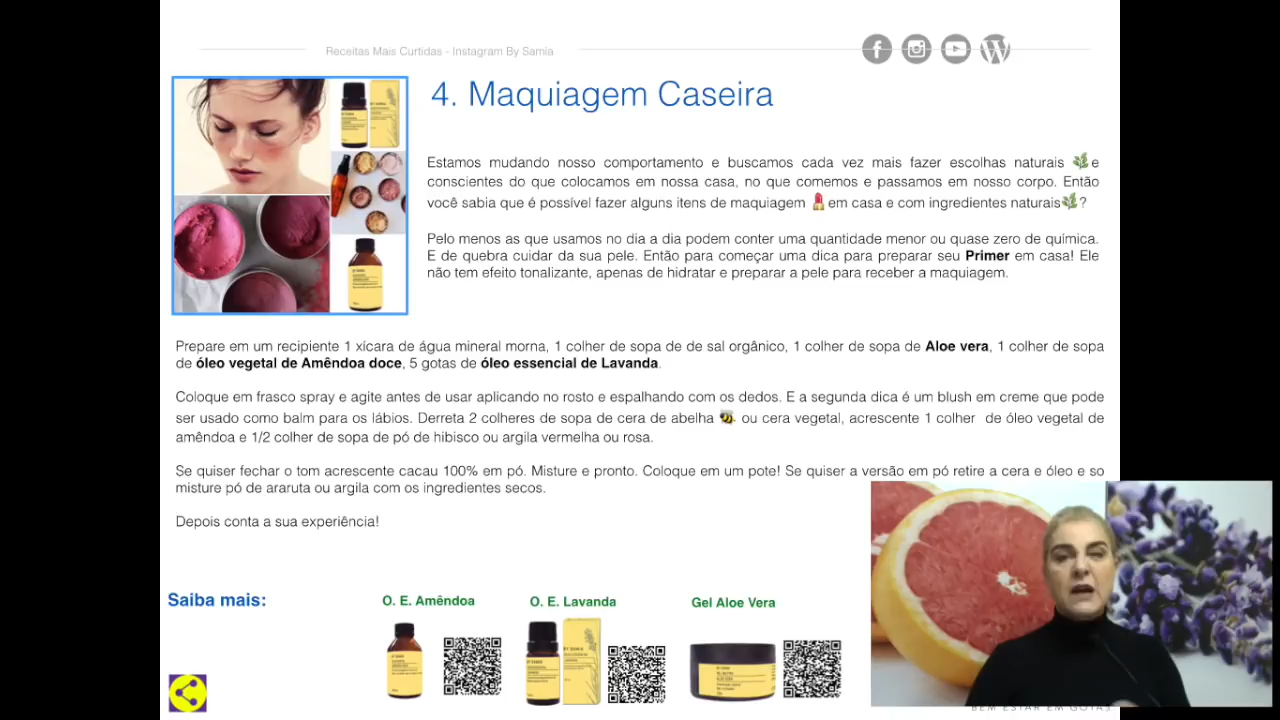 Receitas Mais Curtidas - Instagram By Samia
4. Maquiagem Caseira
Estamos mudando nosso comportamento e buscamos cada vez mais fazer escolhas naturais 🌿e
conscientes do que colocamos em nossa casa, no que comemos e passamos em nosso corpo. Então
você sabia que é possível fazer alguns itens de maquiagem 💄em casa e com ingredientes naturais🌿?
Pelo menos as que usamos no dia a dia podem conter uma quantidade menor ou quase zero de química.
E de quebra cuidar da sua pele. Então para começar uma dica para preparar seu Primer em casa! Ele
não tem efeito tonalizante, apenas de hidratar e preparar a pele para receber a maquiagem.
Prepare em um recipiente 1 xícara de água mineral morna, 1 colher de sopa de de sal orgânico, 1 colher de sopa de Aloe vera, 1 colher de sopa
de óleo vegetal de Amêndoa doce, 5 gotas de óleo essencial de Lavanda.
Coloque em frasco spray e agite antes de usar aplicando no rosto e espalhando com os dedos. E a segunda dica é um blush em creme que pode
ser usado como balm para os lábios. Derreta 2 colheres de sopa de cera de abelha 🐝 ou cera vegetal, acrescente 1 colher de óleo vegetal de
amêndoa e 1/2 colher de sopa de pó de hibisco ou argila vermelha ou rosa.
Se quiser fechar o tom acrescente cacau 100% em pó. Misture e pronto. Coloque em um pote! Se quiser a versão em pó retire a cera e óleo e so
misture pó de araruta ou argila com os ingredientes secos.
Depois conta a sua experiência!
Saiba mais:
O. E. Amêndoa
O. E. Lavanda
Gel Aloe Vera
BY SAMIA
BEM ESTAR EM GOTAS